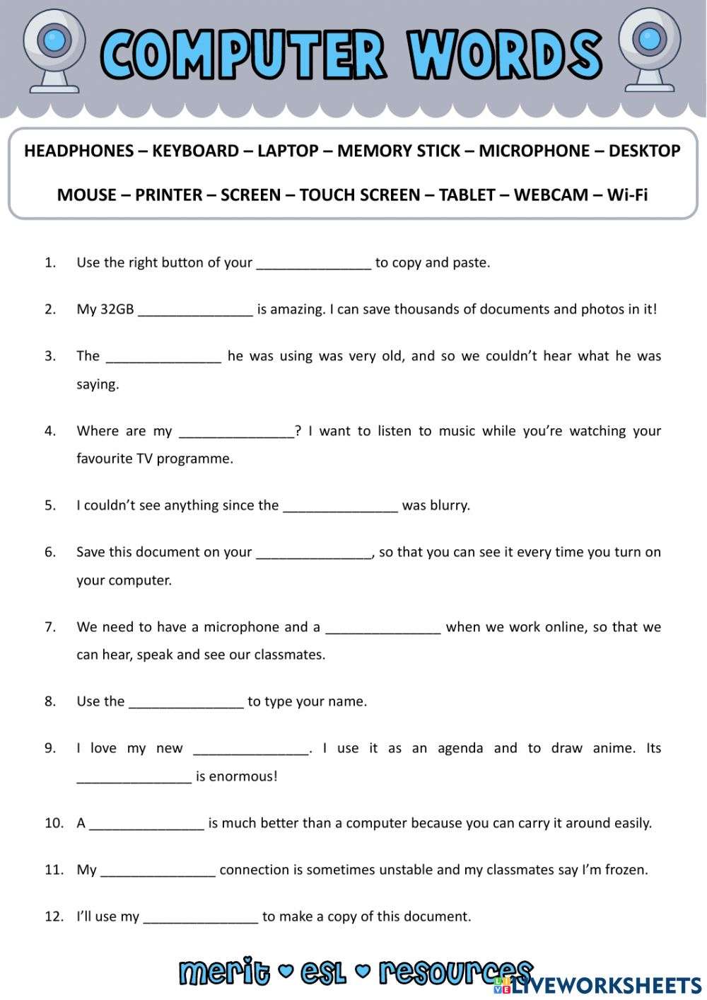 COMPUTER WORDS
HEADPHONES – KEYBOARD – LAPTOP – MEMORY STICK – MICROPHONE – DESKTOP
MOUSE – PRINTER – SCREEN – TOUCH SCREEN – TABLET – WEBCAM – Wi-Fi
1. Use the right button of your _______________ to copy and paste.
2. My 32GB _______________ is amazing. I can save thousands of documents and photos in it!
3. The _______________ he was using was very old, and so we couldn’t hear what he was
saying.
4. Where are my _______________? I want to listen to music while you’re watching your
favourite TV programme.
5. I couldn’t see anything since the _______________ was blurry.
6. Save this document on your _______________, so that you can see it every time you turn on
your computer.
7. We need to have a microphone and a _______________ when we work online, so that we
can hear, speak and see our classmates.
8. Use the _______________ to type your name.
9. I love my new _______________. I use it as an agenda and to draw anime. Its
_______________ is enormous!
10. A _______________ is much better than a computer because you can carry it around easily.
11. My _______________ connection is sometimes unstable and my classmates say I’m frozen.
12. I’ll use my _______________ to make a copy of this document.
merit ♥ esl ♥ resources
LIVE LIVEWORKSHEETS